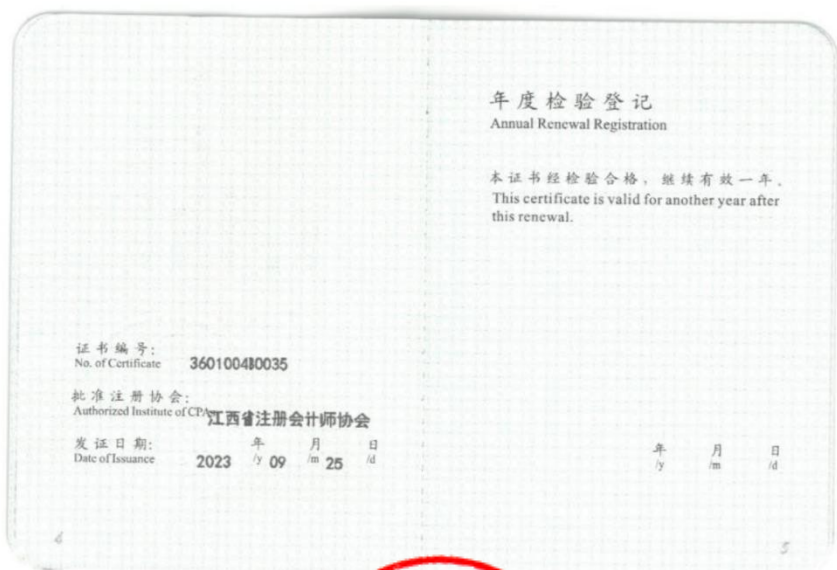 证书编号:
No. of Certificate 360100480035
批准注册协会:
Authorized Institute of CPAs 江西省注册会计师协会
发证日期: 年 月 日
Date of Issuance 2023 /y 09 /m 25 /d
4
年度检验登记
Annual Renewal Registration
本证书经检验合格，继续有效一年。
This certificate is valid for another year after
this renewal.
年 月 日
/y /m /d
5